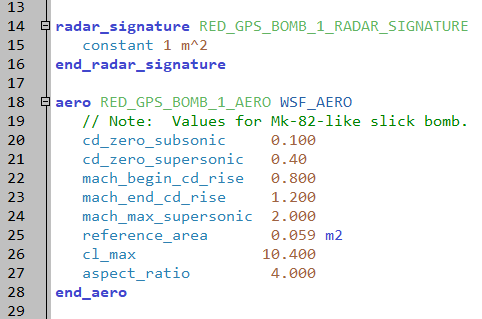 13
14 radar_signature RED_GPS_BOMB_1_RADAR_SIGNATURE
15 constant 1 m^2
16 end_radar_signature
17
18 aero RED_GPS_BOMB_1_AERO WSF_AERO
19 // Note:  Values for Mk-82-like slick bomb.
20 cd_zero_subsonic 0.100
21 cd_zero_supersonic 0.40
22 mach_begin_cd_rise 0.800
23 mach_end_cd_rise 1.200
24 mach_max_supersonic 2.000
25 reference_area 0.059 m2
26 cl_max 10.400
27 aspect_ratio 4.000
28 end_aero
29